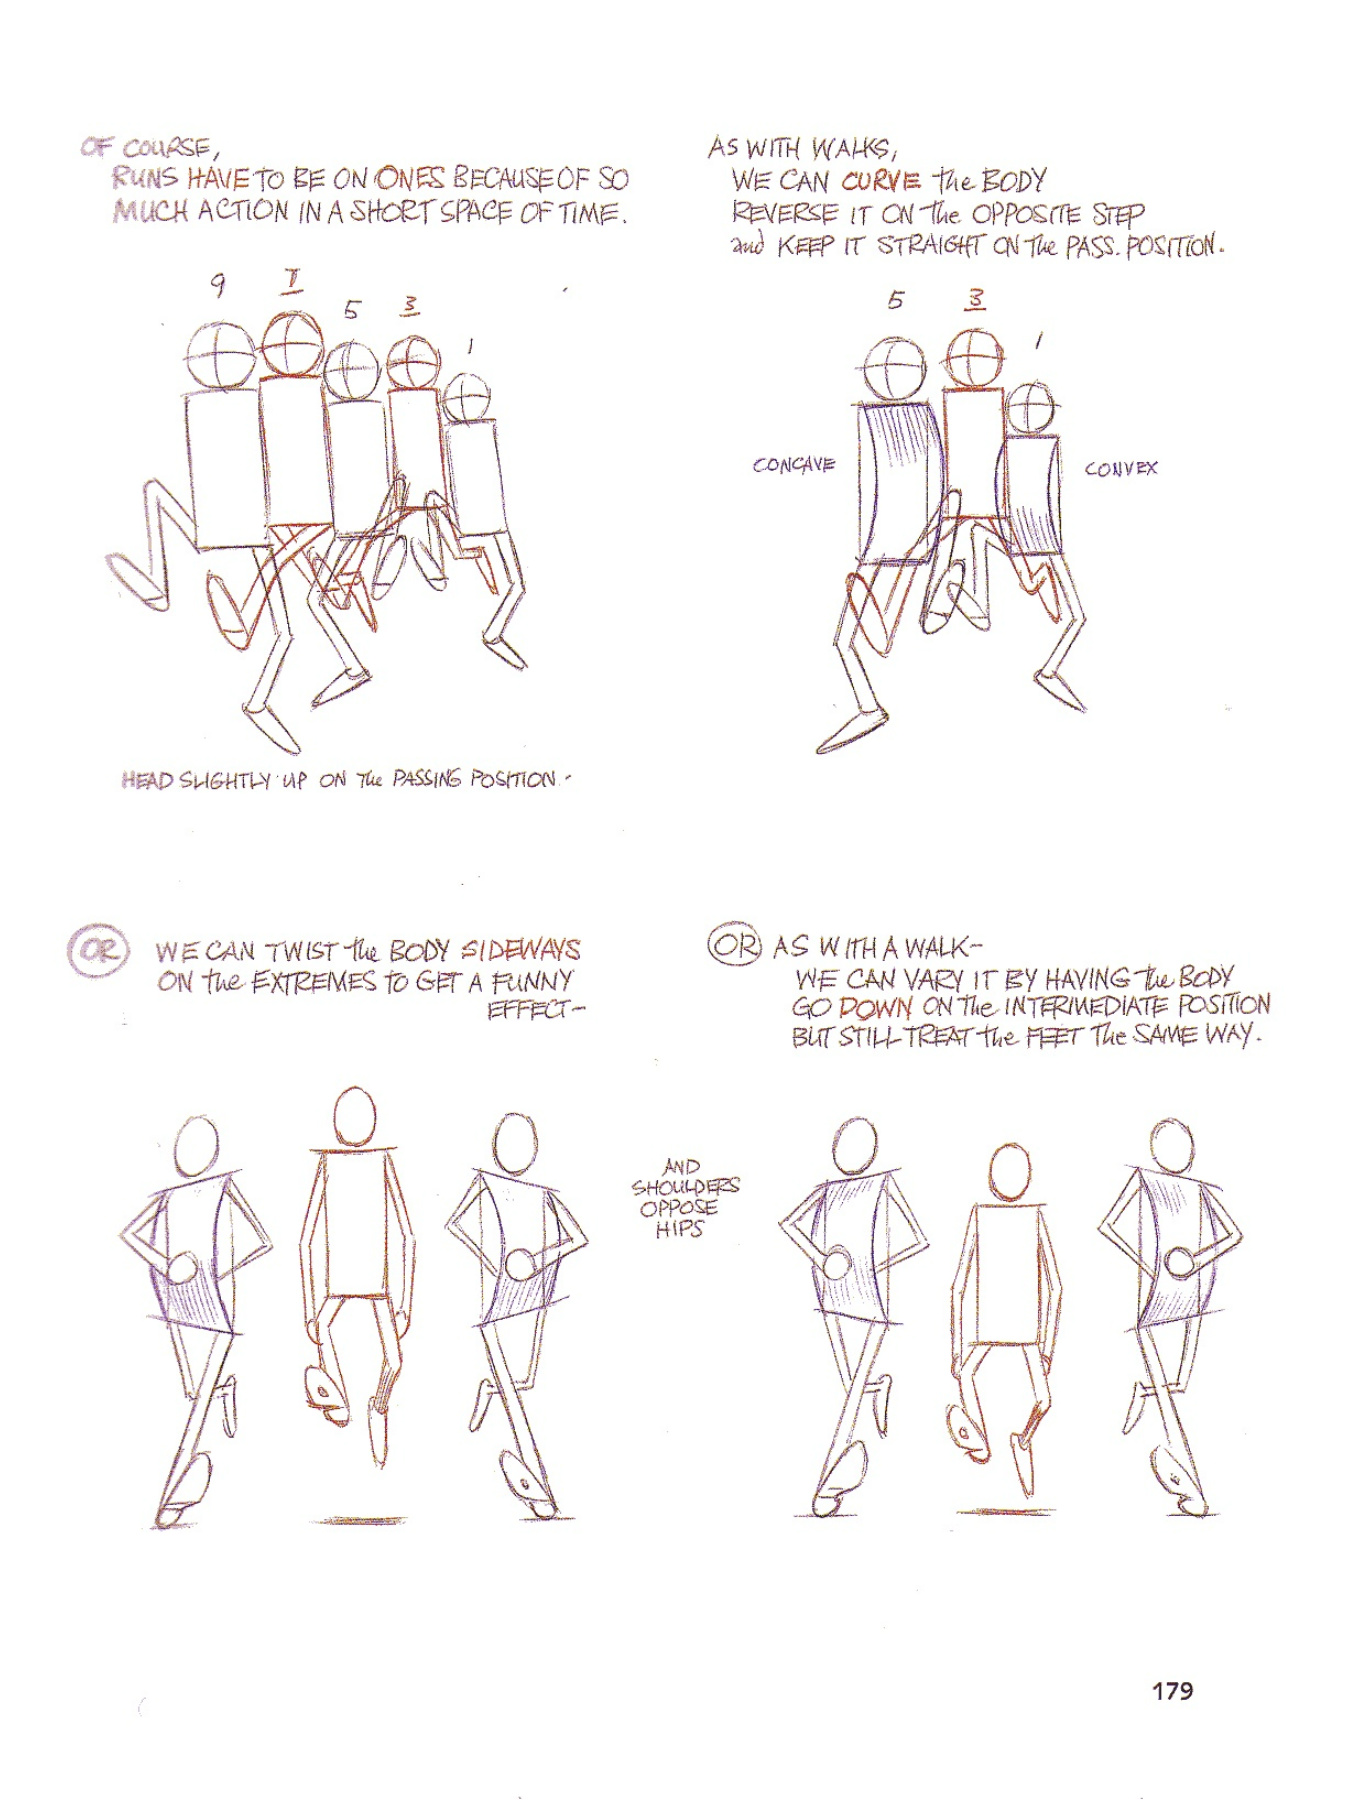 OF COURSE,
RUNS HAVE TO BE ON ONES BECAUSE OF SO
MUCH ACTION IN A SHORT SPACE OF TIME.
9 7 5 3 1
HEAD SLIGHTLY UP ON The PASSING POSITION.
AS WITH WALKS,
WE CAN CURVE the BODY
REVERSE IT ON the OPPOSITE STEP
and KEEP IT STRAIGHT ON The PASS. POSITION.
5 3 1
CONCAVE
CONVEX
OR WE CAN TWIST the BODY SIDEWAYS
ON the EXTREMES TO GET A FUNNY
EFFECT-
AND
SHOULDERS
OPPOSE
HIPS
OR AS WITH A WALK-
WE CAN VARY IT BY HAVING the BODY
GO DOWN ON The INTERMEDIATE POSITION
BUT STILL TREAT the FEET The SAME WAY.
179